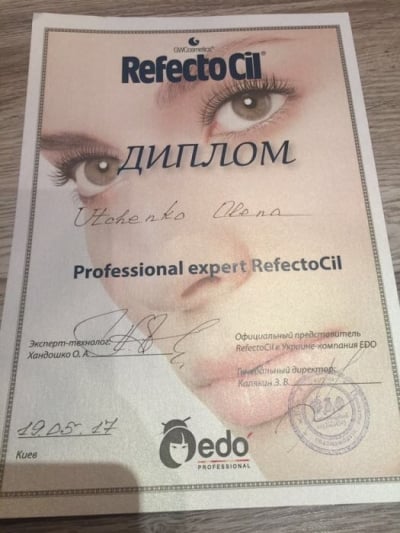 GWCosmetics®
RefectoCil®
ДИПЛОМ
Utchenko Olena
Professional expert RefectoCil
Эксперт-технолог:
Хандошко О. А.
Официальный представитель
RefectoCil в Украине-компания EDO
Генеральный директор:
Калякин З. В.
19.05.17
Киев
edo
PROFESSIONAL